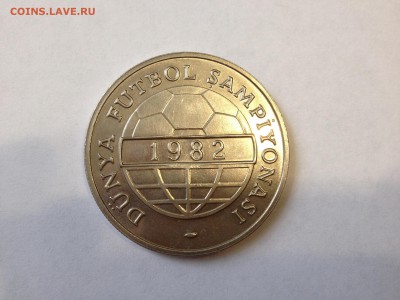 COINS.LAVE.RU
DÜNYA FUTBOL ŞAMPİYONASI
1982